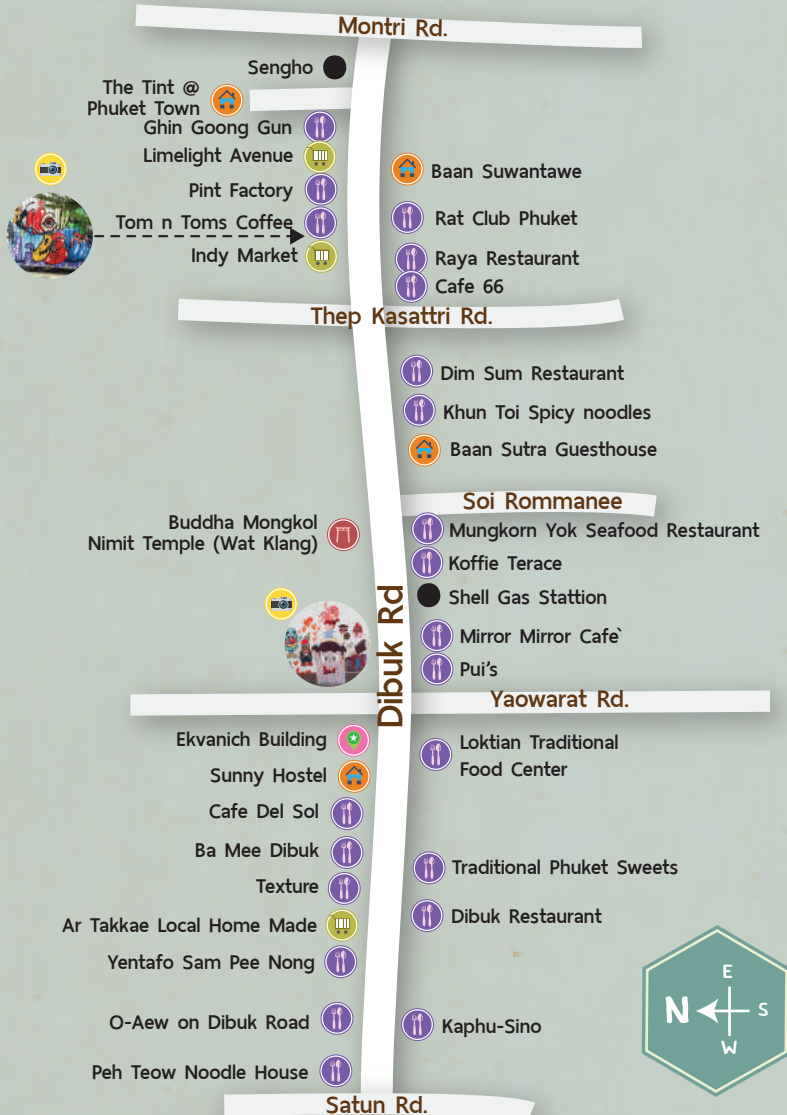 Montri Rd.
Sengho
The Tint @
Phuket Town
Ghin Goong Gun
Limelight Avenue
Pint Factory
Tom n Toms Coffee
Indy Market
Baan Suwantawe
Rat Club Phuket
Raya Restaurant
Cafe 66
Thep Kasattri Rd.
Dim Sum Restaurant
Khun Toi Spicy noodles
Baan Sutra Guesthouse
Soi Rommanee
Buddha Mongkol
Nimit Temple (Wat Klang)
Mungkorn Yok Seafood Restaurant
Koffie Terace
Shell Gas Stattion
Mirror Mirror Cafe`
Pui's
Dibuk Rd
Yaowarat Rd.
Ekvanich Building
Sunny Hostel
Cafe Del Sol
Ba Mee Dibuk
Texture
Ar Takkae Local Home Made
Yentafo Sam Pee Nong
O-Aew on Dibuk Road
Peh Teow Noodle House
Loktian Traditional
Food Center
Traditional Phuket Sweets
Dibuk Restaurant
Kaphu-Sino
E
N S
W
Satun Rd.